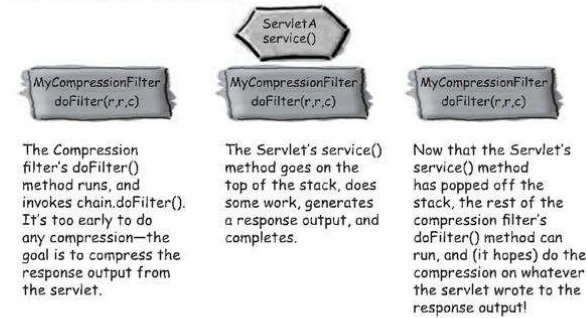 ServletA
service()
MyCompressionFilter
doFilter(r,r,c)
MyCompressionFilter
doFilter(r,r,c)
MyCompressionFilter
doFilter(r,r,c)
The Compression
filter's doFilter()
method runs, and
invokes chain.doFilter().
It's too early to do
any compression—the
goal is to compress the
response output from
the servlet.
The Servlet's service()
method goes on the
top of the stack, does
some work, generates
a response output, and
completes.
Now that the Servlet's
service() method
has popped off the
stack, the rest of the
compression filter's
doFilter() method can
run, and (it hopes) do the
compression on whatever
the servlet wrote to the
response output!